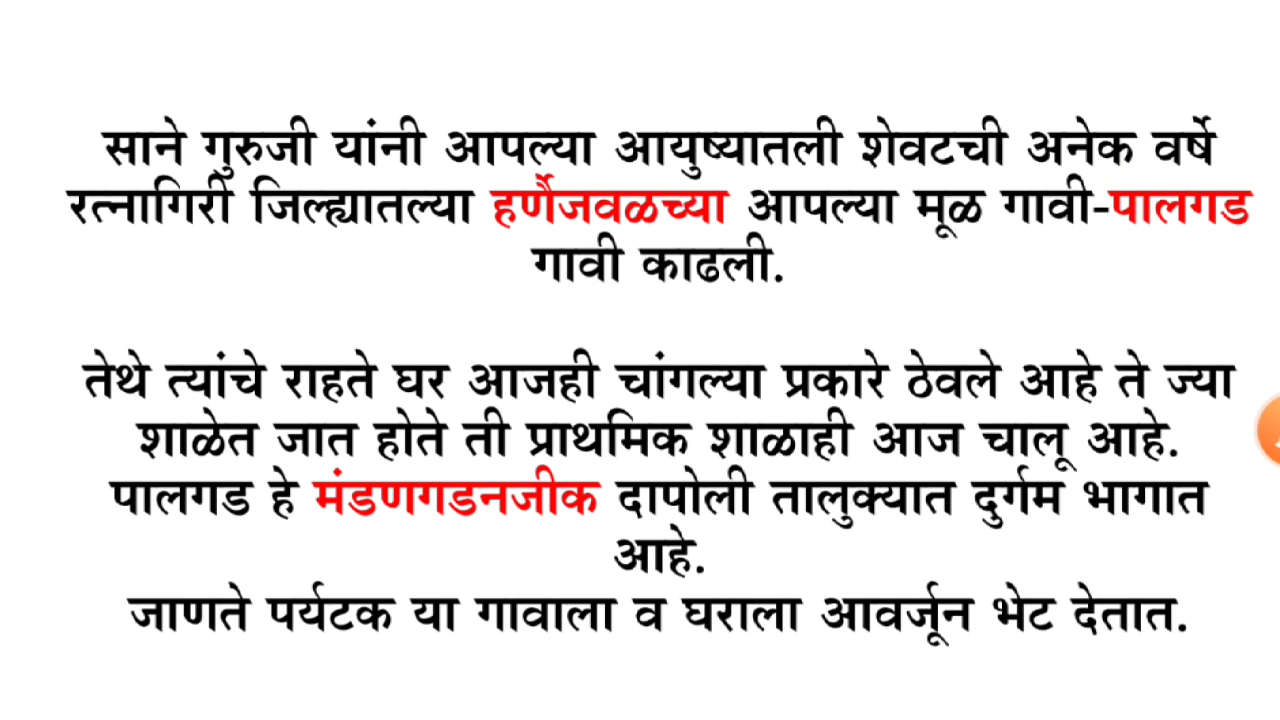 साने गुरुजी यांनी आपल्या आयुष्यातली शेवटची अनेक वर्षे
रत्नागिरी जिल्ह्यातल्या हर्णैजवळच्या आपल्या मूळ गावी-पालगड
गावी काढली.
तेथे त्यांचे राहते घर आजही चांगल्या प्रकारे ठेवले आहे ते ज्या
शाळेत जात होते ती प्राथमिक शाळाही आज चालू आहे.
पालगड हे मंडणगडनजीक दापोली तालुक्यात दुर्गम भागात
आहे.
जाणते पर्यटक या गावाला व घराला आवर्जून भेट देतात.